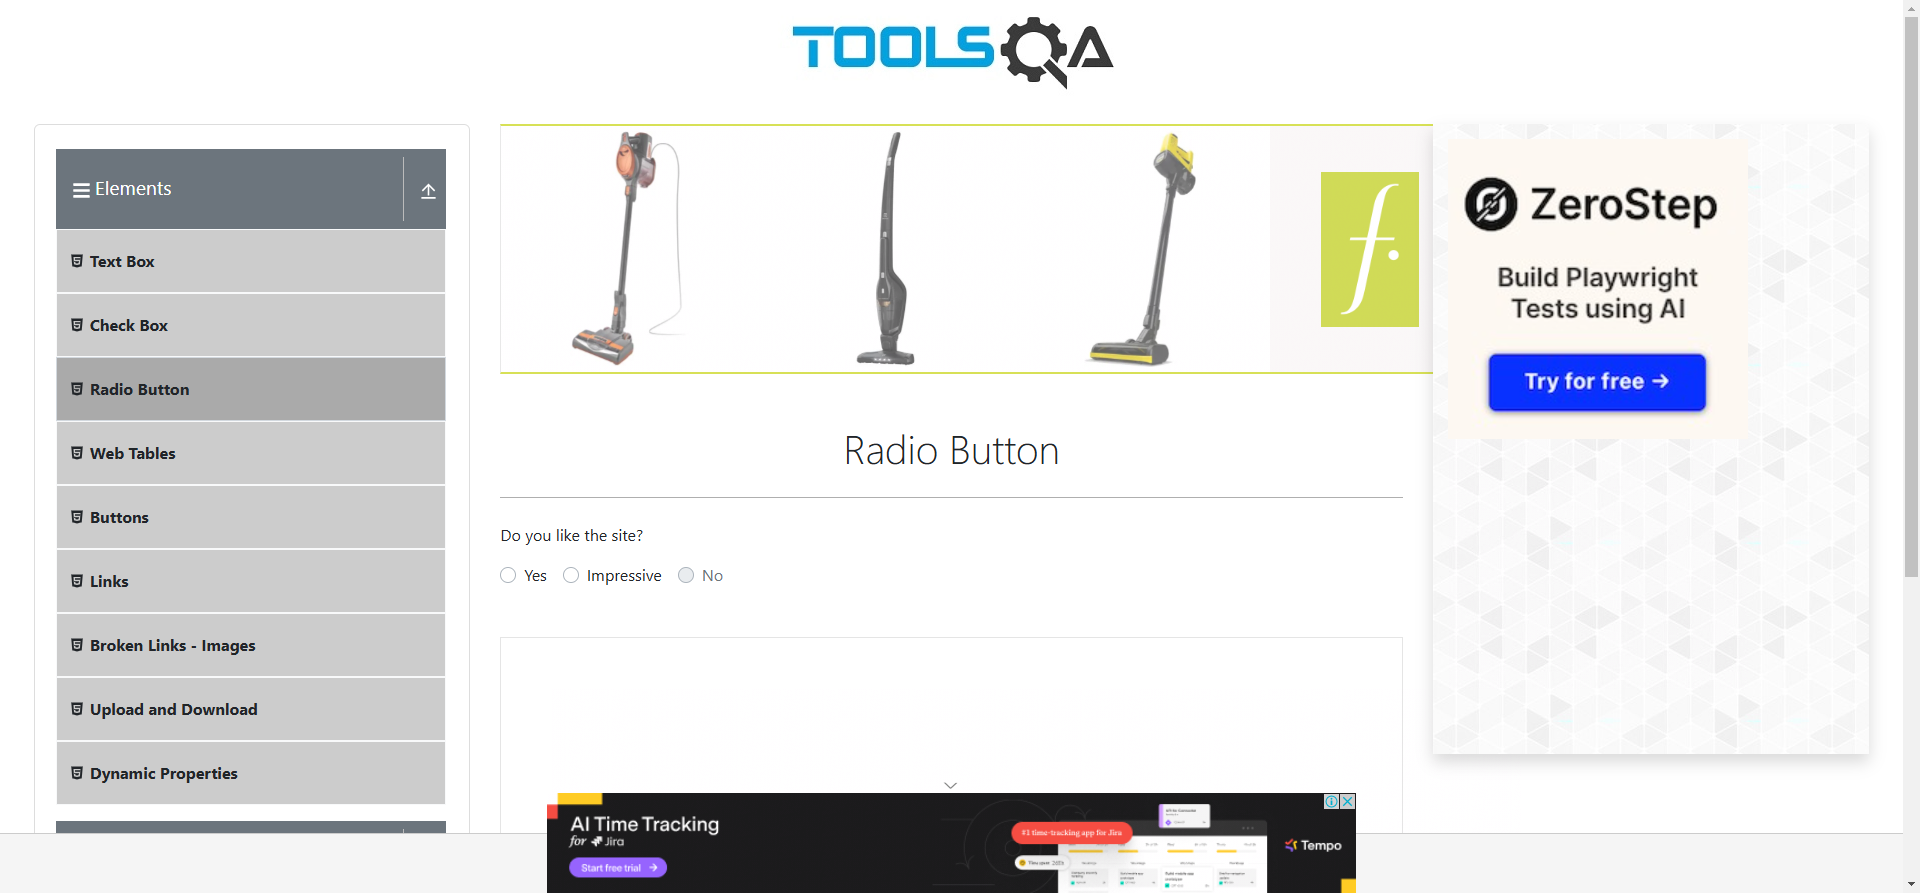 TOOLSQA
Elements
Text Box
Check Box
Radio Button
Web Tables
Buttons
Links
Broken Links - Images
Upload and Download
Dynamic Properties
f.
ZeroStep
Build Playwright
Tests using AI
Try for free →
Radio Button
Do you like the site?
Yes
Impressive
No
AI Time Tracking
for Jira
Start free trial →
#1 time-tracking app for Jira
Tempo